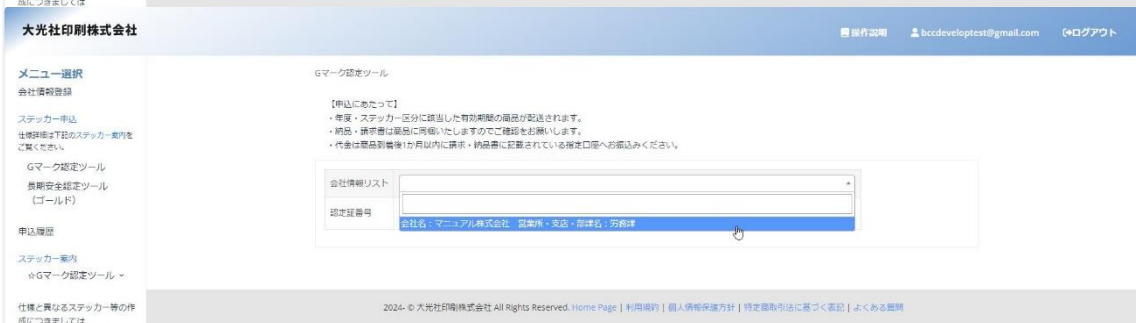 成につきましては
大光社印刷株式会社
操作説明 bccdeveloptest@gmail.com ログアウト
メニュー選択
会社情報登録
ステッカー申込
仕様詳細は下記のステッカー案内を
ご覧ください。
Gマーク認定ツール
長期安全認定ツール
（ゴールド）
申込履歴
ステッカー案内
☆Gマーク認定ツール
仕様と異なるステッカー等の作
成につきましては
Gマーク認定ツール
【申込にあたって】
・年度・ステッカー区分に該当した有効期間の商品が配送されます。
・納品・請求書は商品に同梱いたしますのでご確認をお願いします。
・代金は商品到着後1か月以内に請求・納品書に記載されている指定口座へお振込みください。
会社情報リスト
認定証番号
会社名：マニュアル株式会社 営業所・支店・部課名：労務課
2024- © 大光社印刷株式会社 All Rights Reserved. Home Page | 利用規約 | 個人情報保護方針 | 特定商取引法に基づく表記 | よくある質問